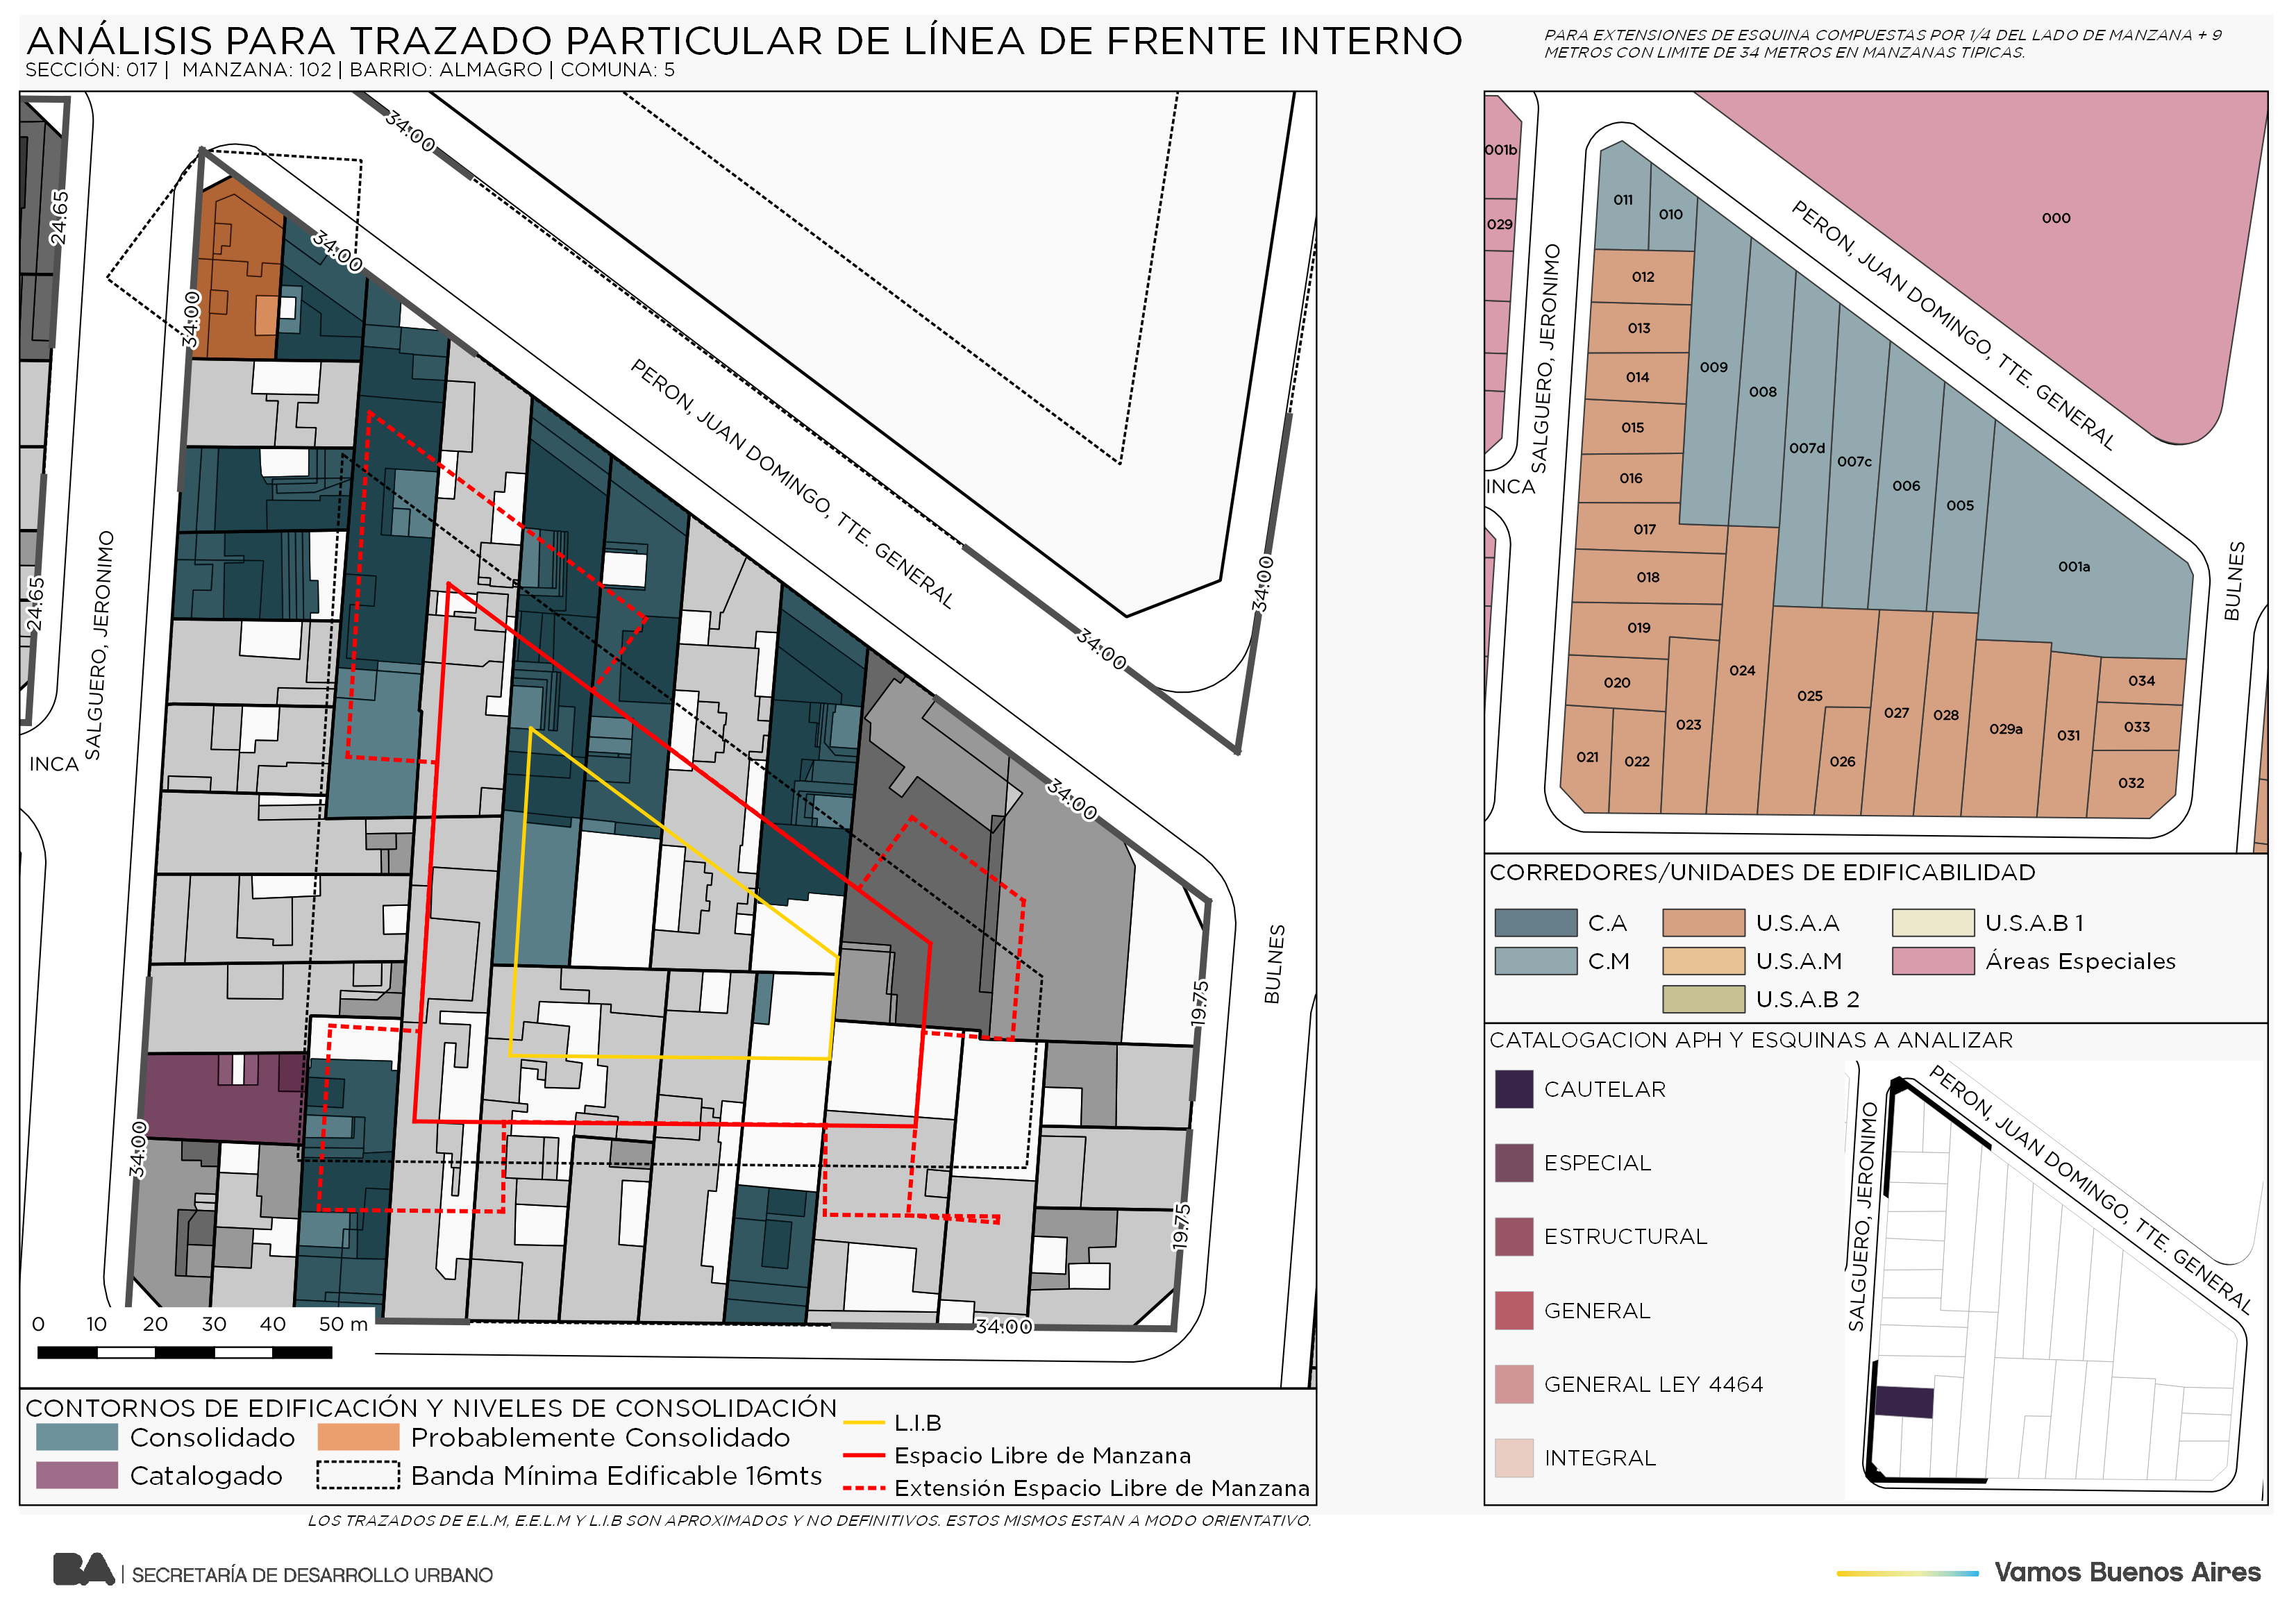 ANÁLISIS PARA TRAZADO PARTICULAR DE LÍNEA DE FRENTE INTERNO
SECCIÓN: 017 | MANZANA: 102 | BARRIO: ALMAGRO | COMUNA: 5
PARA EXTENSIONES DE ESQUINA COMPUESTAS POR 1/4 DEL LADO DE MANZANA + 9
METROS CON LIMITE DE 34 METROS EN MANZANAS TIPICAS.
34:00
24.65
34:00
34:00
PERON, JUAN DOMINGO, TTE. GENERAL
SALGUERO, JERONIMO
24.65
34:00
34:00
INCA
34:00
BULNES
19.75
34:00
19.75
34:00
0 10 20 30 40 50 m
001b
029
011
010
000
012
013
014
015
016
017
018
019
020
021
022
023
024
009
008
007d
007c
006
005
001a
025
026
027
028
029a
031
034
033
032
PERON, JUAN DOMINGO, TTE. GENERAL
SALGUERO, JERONIMO
INCA
BULNES
CORREDORES/UNIDADES DE EDIFICABILIDAD
C.A
U.S.A.A
U.S.A.B 1
C.M
U.S.A.M
Áreas Especiales
U.S.A.B 2
CATALOGACION APH Y ESQUINAS A ANALIZAR
CAUTELAR
ESPECIAL
ESTRUCTURAL
GENERAL
GENERAL LEY 4464
INTEGRAL
PERON, JUAN DOMINGO, TTE. GENERAL
SALGUERO, JERONIMO
CONTORNOS DE EDIFICACIÓN Y NIVELES DE CONSOLIDACIÓN
Consolidado
Probablemente Consolidado
Catalogado
Banda Mínima Edificable 16mts
L.I.B
Espacio Libre de Manzana
Extensión Espacio Libre de Manzana
LOS TRAZADOS DE E.L.M, E.E.L.M Y L.I.B SON APROXIMADOS Y NO DEFINITIVOS. ESTOS MISMOS ESTAN A MODO ORIENTATIVO.
BA | SECRETARÍA DE DESARROLLO URBANO
Vamos Buenos Aires